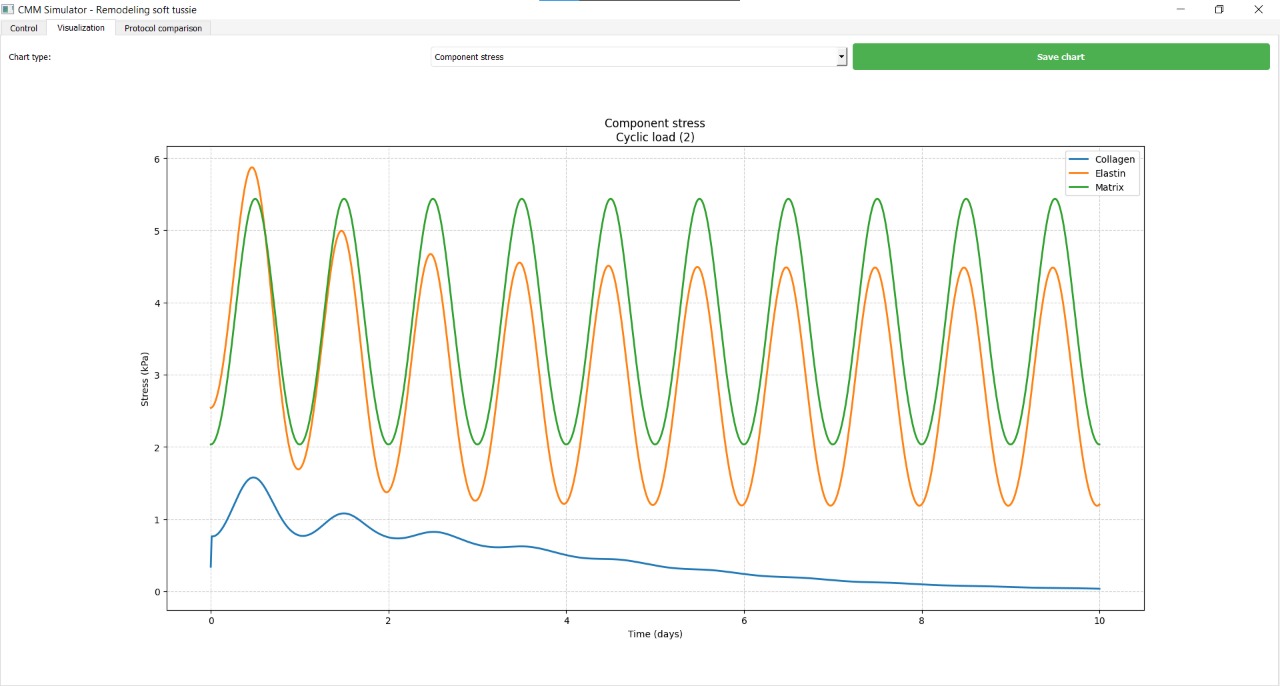 CMM Simulator - Remodeling soft tussie
Control Visualization Protocol comparison
Chart type: Component stress Save chart
Component stress
Cyclic load (2)
Collagen
Elastin
Matrix
6
5
4
3
2
1
0
Stress (kPa)
0 2 4 6 8 10
Time (days)